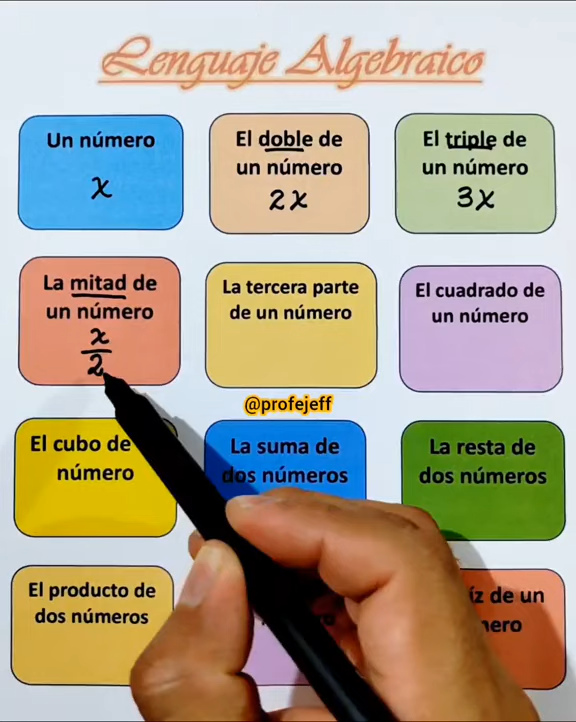 Lenguaje Algebraico
Un número
x
El doble de
un número
2x
El triple de
un número
3x
La mitad de
un número
x
2
La tercera parte
de un número
El cuadrado de
un número
@profejeff
El cubo de
número
La suma de
dos números
La resta de
dos números
El producto de
dos números
de un